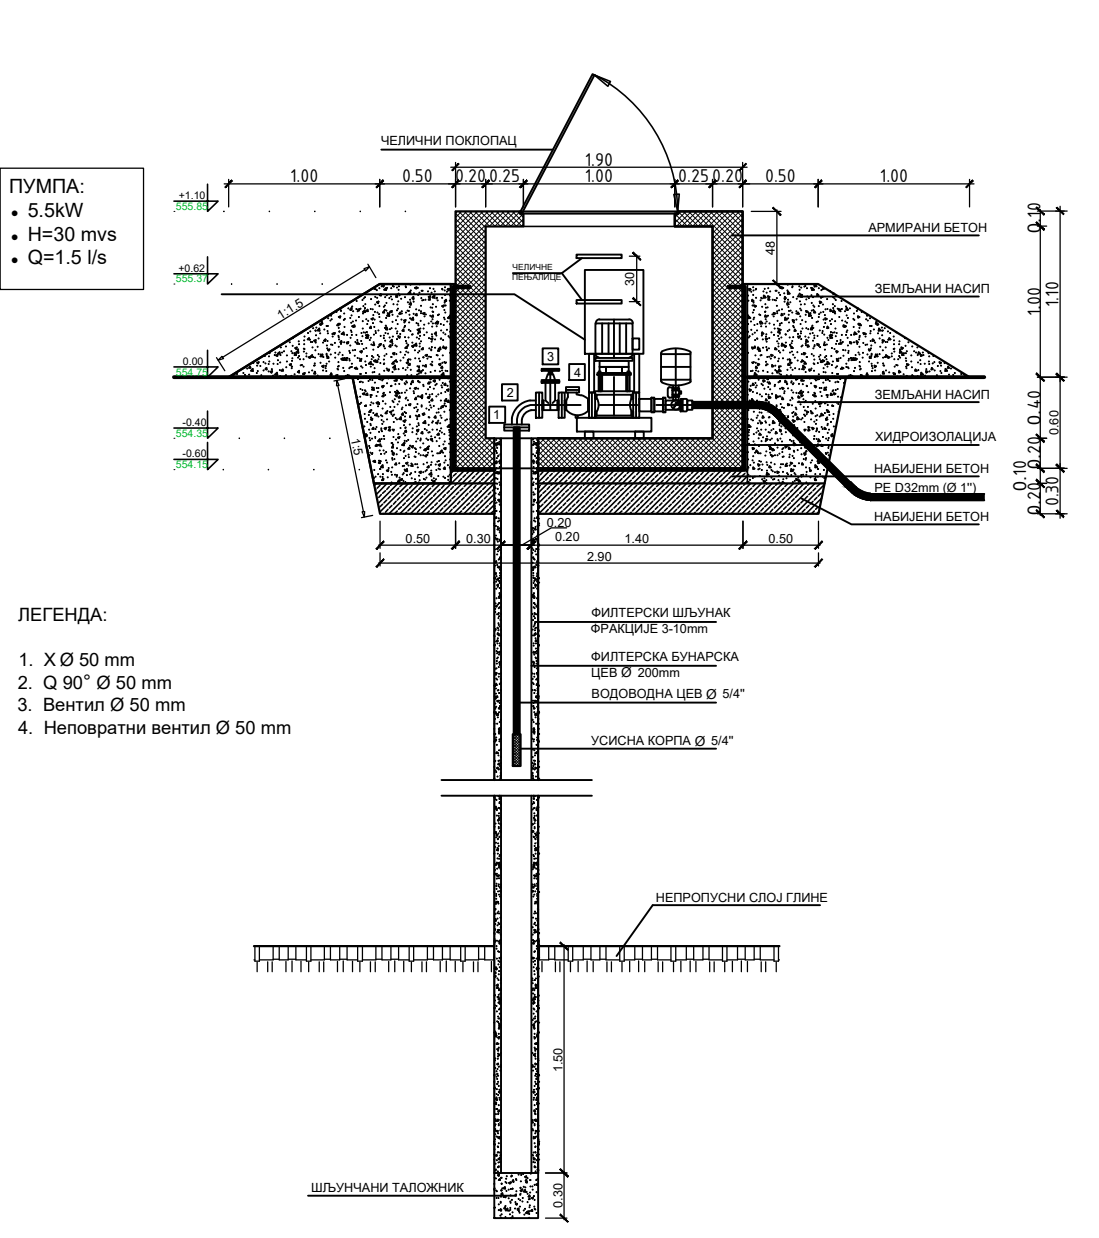 ЧЕЛИЧНИ ПОКЛОПАЦ
1.90
1.00 0.50 0.20 0.25 1.00 0.25 0.20 0.50 1.00
ПУМПА:
• 5.5kW
• H=30 mvs
• Q=1.5 l/s
+1.10
555.85
+0.62
555.37
0.00
554.75
-0.40
554.35
-0.60
554.15
1:1.5
1:5
ЧЕЛИЧНЕ
ПЕЊАЛИЦЕ
30
48
1
2
3
4
АРМИРАНИ БЕТОН
ЗЕМЉАНИ НАСИП
ЗЕМЉАНИ НАСИП
ХИДРОИЗОЛАЦИЈА
НАБИЈЕНИ БЕТОН
PE D32mm (Ø 1")
НАБИЈЕНИ БЕТОН
0.10
1.00
1.10
0.40
0.60
0.20
0.10
0.20
0.30
0.20
0.50 0.30 0.20 1.40 0.50
2.90
ЛЕГЕНДА:
1. X Ø 50 mm
2. Q 90° Ø 50 mm
3. Вентил Ø 50 mm
4. Неповратни вентил Ø 50 mm
ФИЛТЕРСКИ ШЉУНАК
ФРАКЦИЈЕ 3-10mm
ФИЛТЕРСКА БУНАРСКА
ЦЕВ Ø 200mm
ВОДОВОДНА ЦЕВ Ø 5/4"
УСИСНА КОРПА Ø 5/4"
НЕПРОПУСНИ СЛОЈ ГЛИНЕ
1.50
ШЉУНЧАНИ ТАЛОЖНИК
0.30